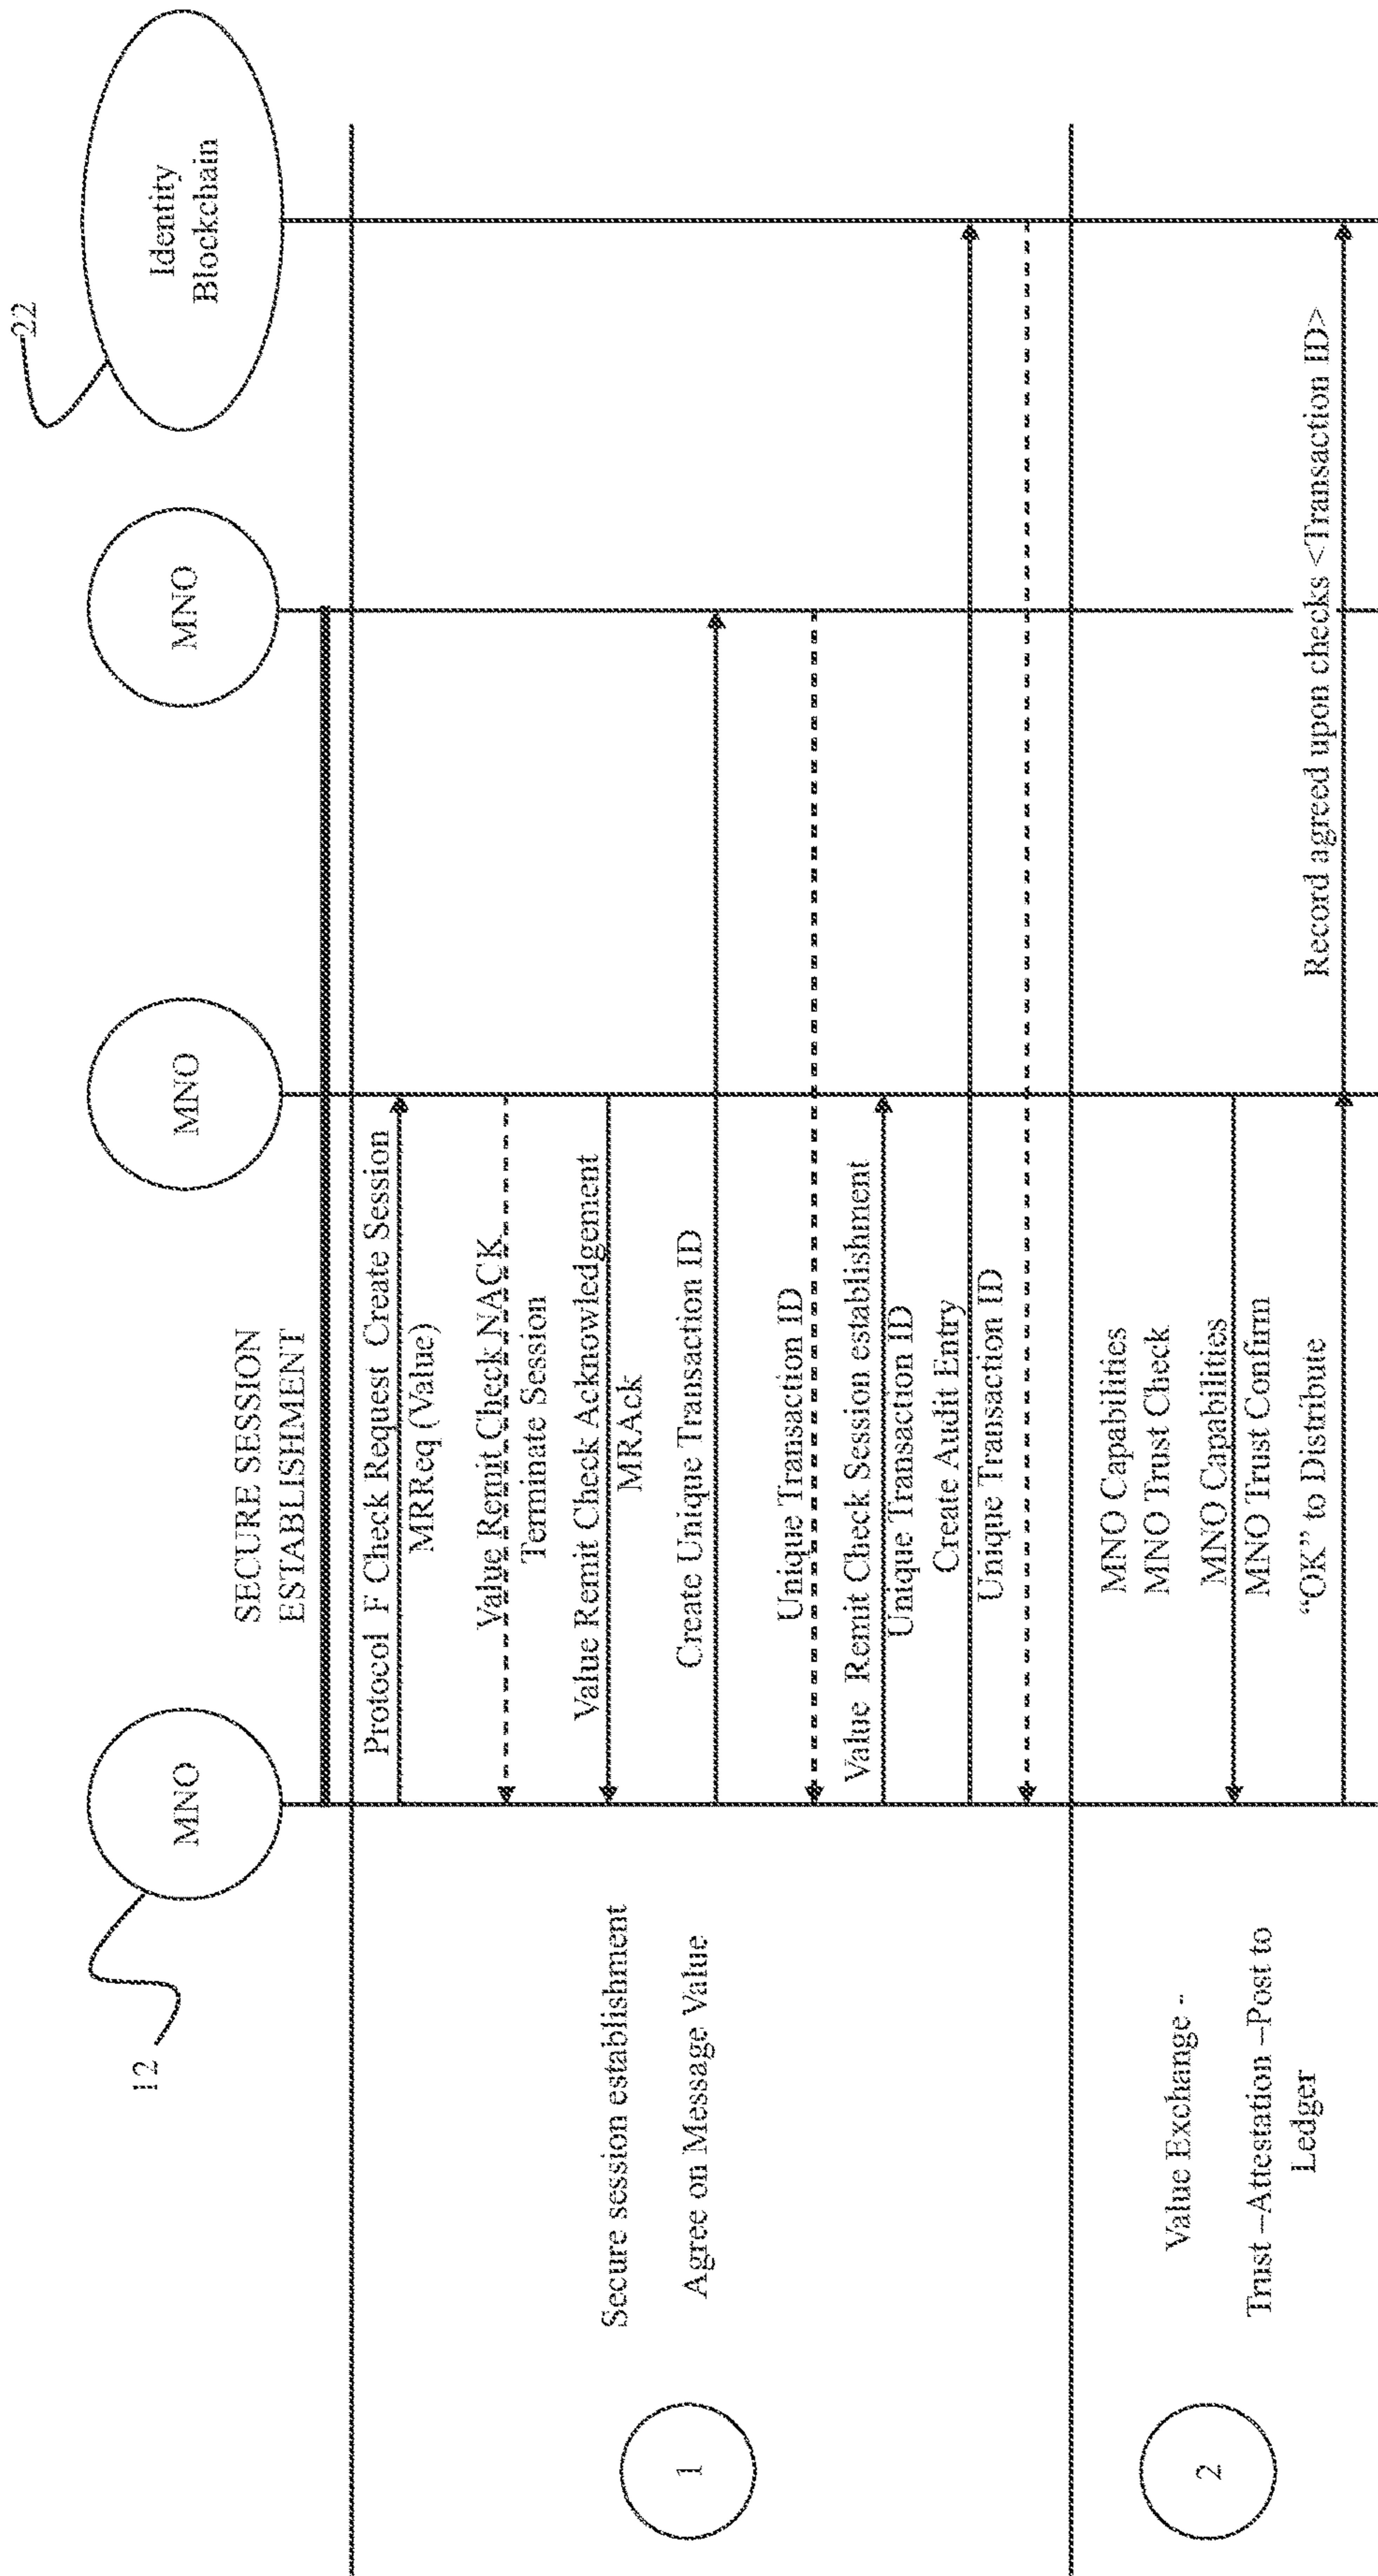 12
MNO
MNO
MNO
22
Identity
Blockchain
SECURE SESSION
ESTABLISHMENT
1
Secure session establishment
Agree on Message Value
Protocol F Check Request Create Session
MRReq (Value)
Value Remit Check NACK
Terminate Session
Value Remit Check Acknowledgement
MRAck
Create Unique Transaction ID
Unique Transaction ID
Value Remit Check Session establishment
Unique Transaction ID
Create Audit Entry
Unique Transaction ID
2
Value Exchange -
Trust –Attestation –Post to
Ledger
MNO Capabilities
MNO Trust Check
MNO Capabilities
MNO Trust Confirm
“OK” to Distribute
Record agreed upon checks <Transaction ID>